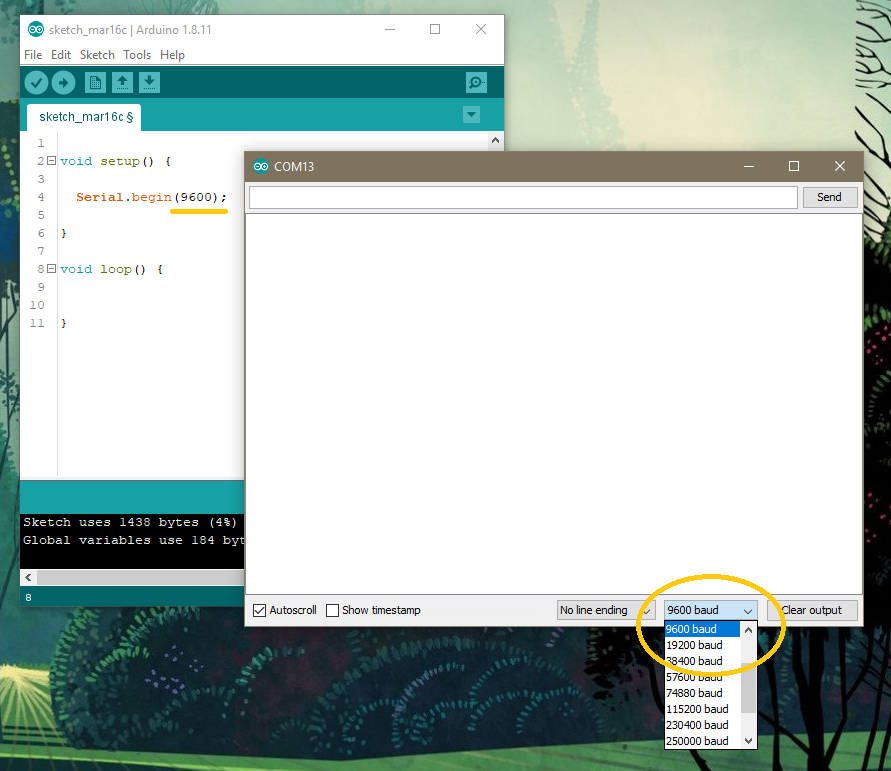 sketch_mar16c | Arduino 1.8.11
File Edit Sketch Tools Help
sketch_mar16c §
1
2 void setup() {
3
4 Serial.begin(9600);
5
6 }
7
8 void loop() {
9
10
11 }
Sketch uses 1438 bytes (4%)
Global variables use 184 byt
8
COM13
Send
Autoscroll Show timestamp No line ending 9600 baud Clear output
9600 baud
19200 baud
38400 baud
57600 baud
74880 baud
115200 baud
230400 baud
250000 baud